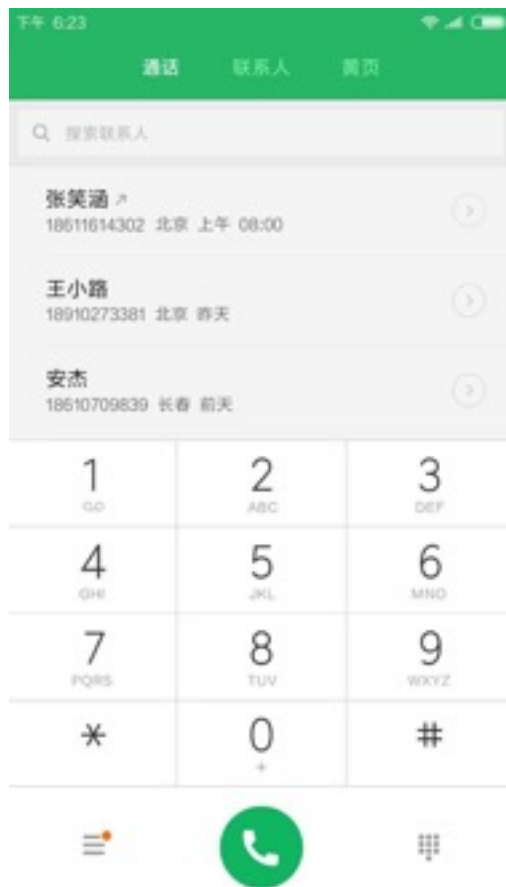 下午 6:23
通话 联系人 黄页
搜索联系人
张笑涵
18611614302 北京 上午 08:00
王小路
18910273381 北京 昨天
安杰
18610709839 长春 前天
1 2 3
GO ABC DEF
4 5 6
GHI JKL MNO
7 8 9
PQRS TUV WXYZ
* 0 #
+